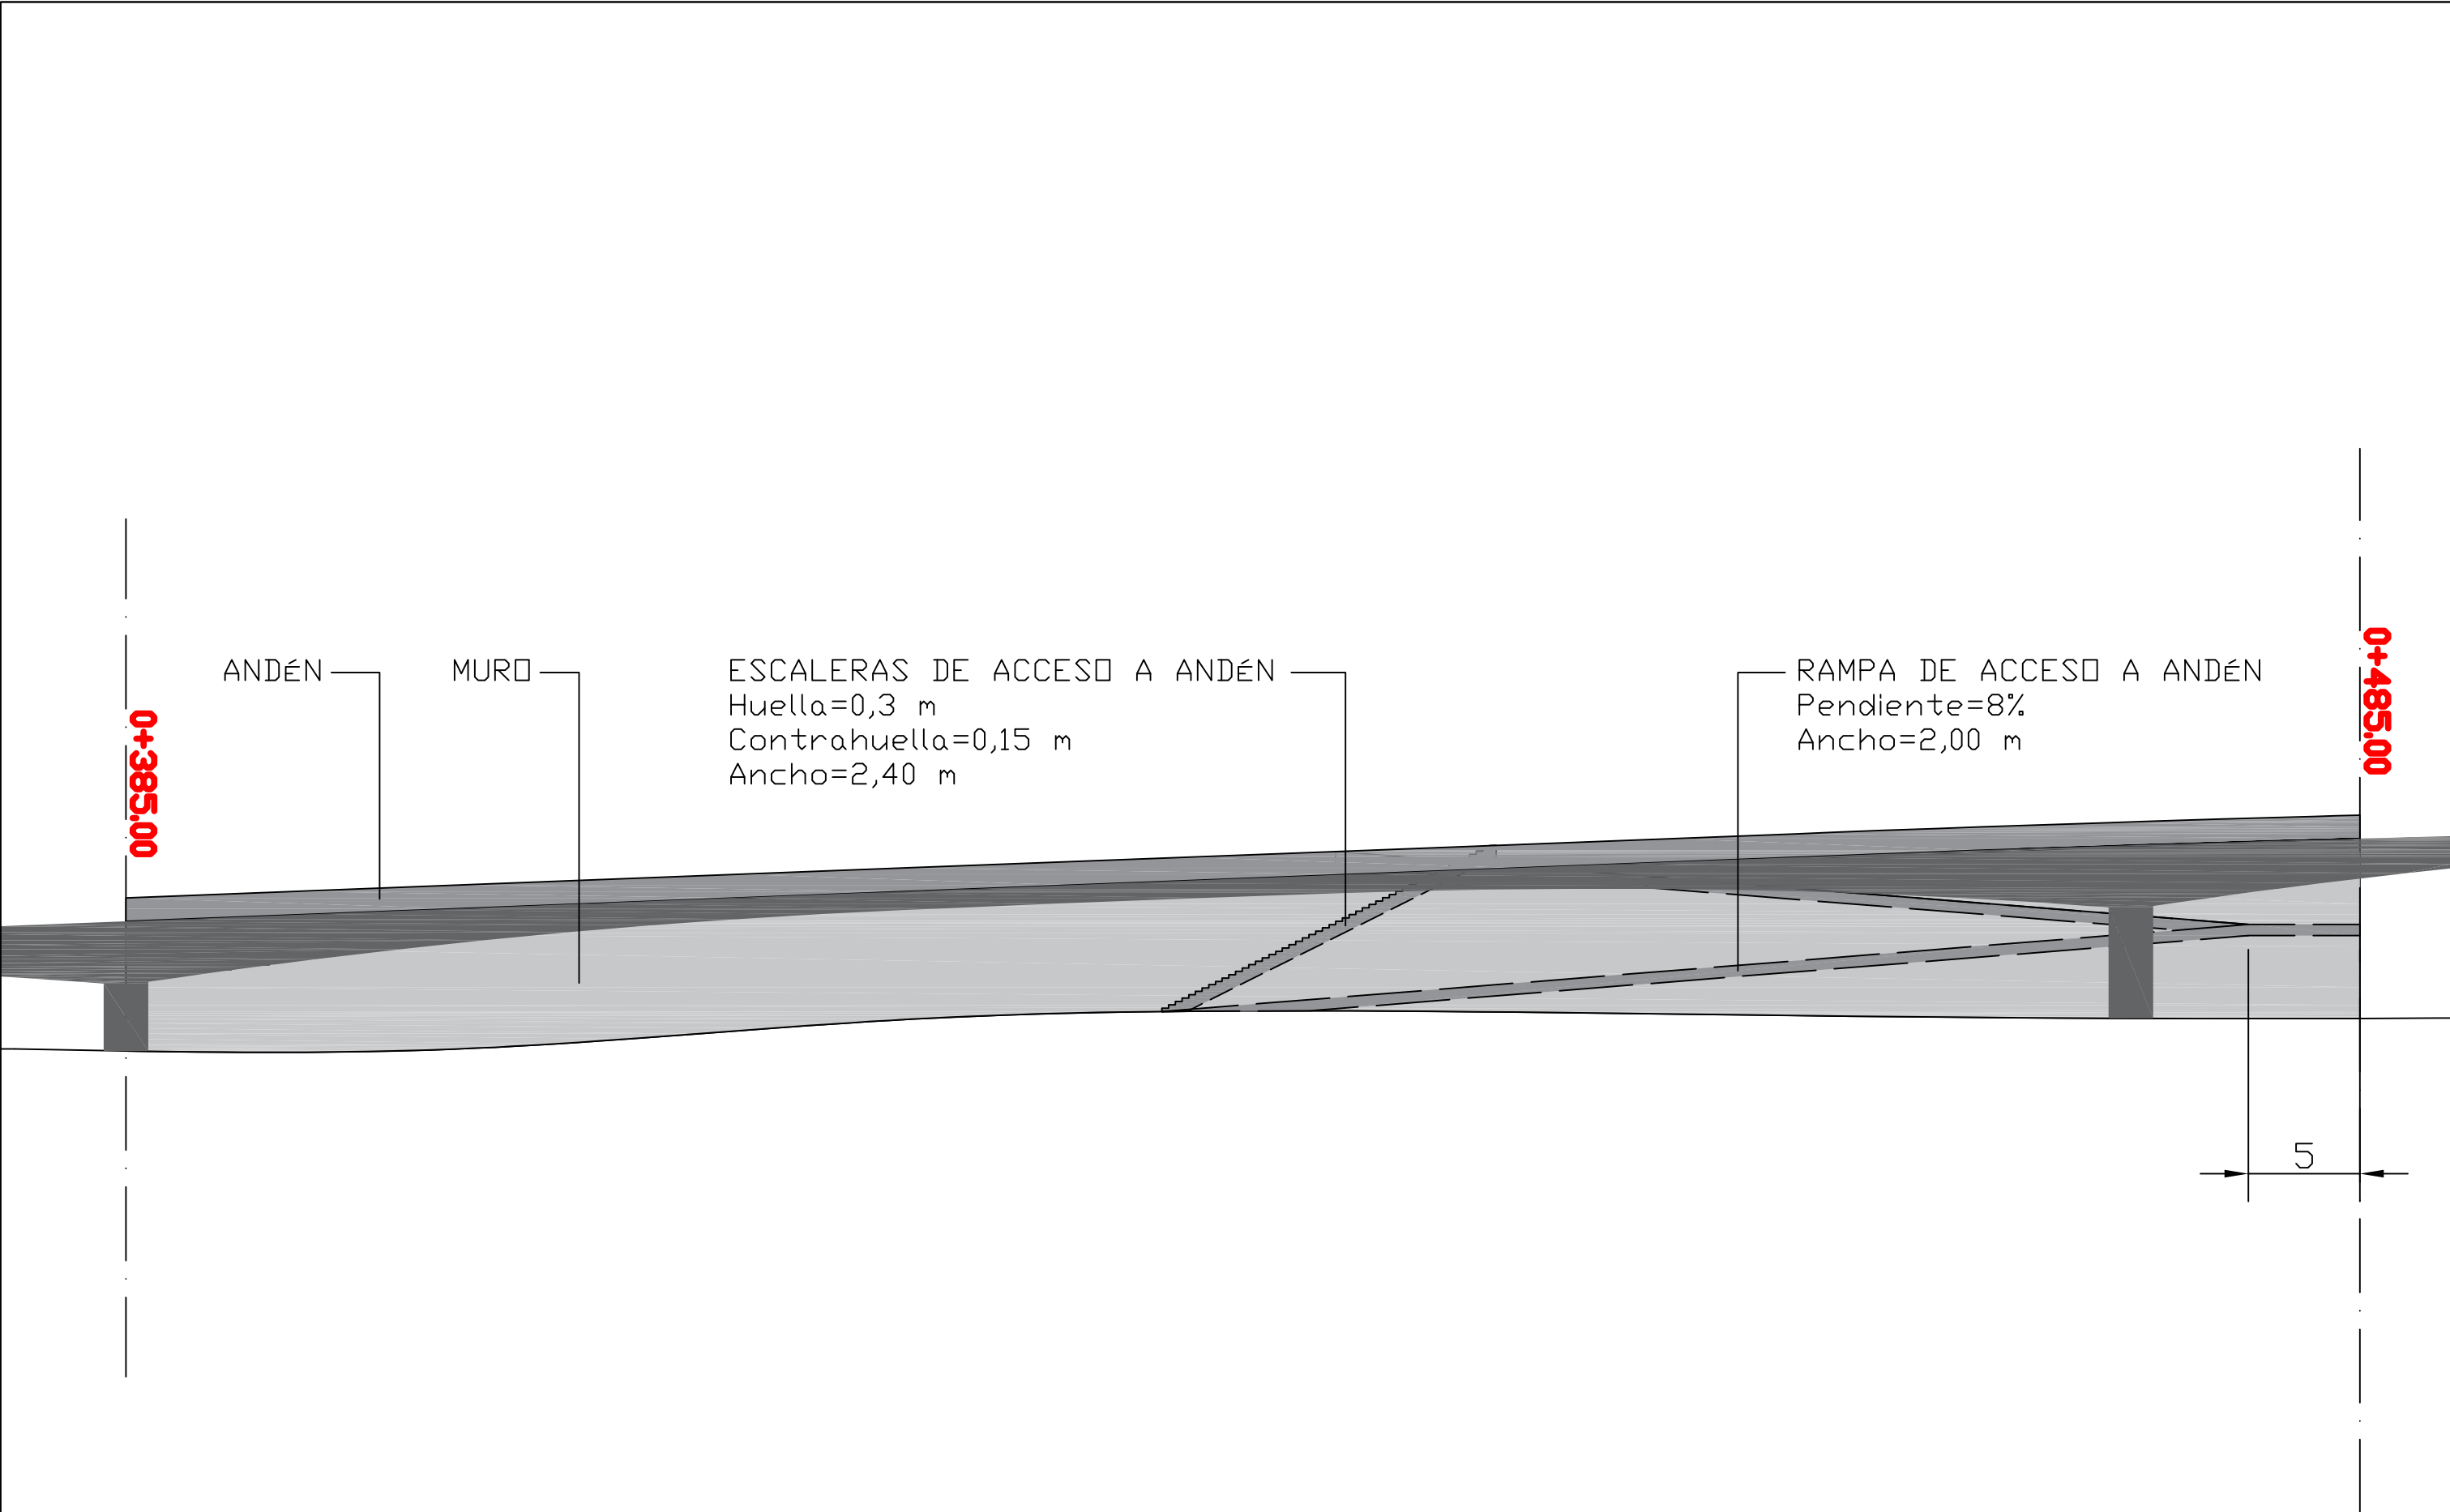 ANDéN
MURO
ESCALERAS DE ACCESO A ANDéN
Huella=0,3 m
Contrahuella=0,15 m
Ancho=2,40 m
RAMPA DE ACCESO A ANDéN
Pendiente=8%
Ancho=2,00 m
0+385.00
0+485.00
5